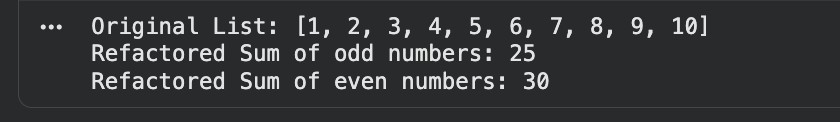 Original List: [1, 2, 3, 4, 5, 6, 7, 8, 9, 10]
Refactored Sum of odd numbers: 25
Refactored Sum of even numbers: 30